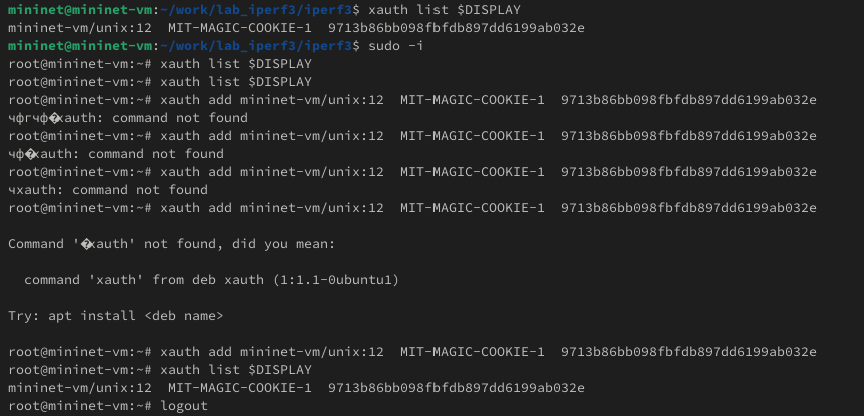 mininet@mininet-vm:~/work/lab_iperf3/iperf3$ xauth list $DISPLAY
mininet-vm/unix:12  MIT-MAGIC-COOKIE-1  9713b86bb098fbfdb897dd6199ab032e
mininet@mininet-vm:~/work/lab_iperf3/iperf3$ sudo -i
root@mininet-vm:~# xauth list $DISPLAY
root@mininet-vm:~# xauth list $DISPLAY
root@mininet-vm:~# xauth add mininet-vm/unix:12  MIT-MAGIC-COOKIE-1  9713b86bb098fbfdb897dd6199ab032e
чфгчф�xauth: command not found
root@mininet-vm:~# xauth add mininet-vm/unix:12  MIT-MAGIC-COOKIE-1  9713b86bb098fbfdb897dd6199ab032e
чф�xauth: command not found
root@mininet-vm:~# xauth add mininet-vm/unix:12  MIT-MAGIC-COOKIE-1  9713b86bb098fbfdb897dd6199ab032e
чxauth: command not found
root@mininet-vm:~# xauth add mininet-vm/unix:12  MIT-MAGIC-COOKIE-1  9713b86bb098fbfdb897dd6199ab032e
Command '�xauth' not found, did you mean:
  command 'xauth' from deb xauth (1:1.1-0ubuntu1)
Try: apt install <deb name>
root@mininet-vm:~# xauth add mininet-vm/unix:12  MIT-MAGIC-COOKIE-1  9713b86bb098fbfdb897dd6199ab032e
root@mininet-vm:~# xauth list $DISPLAY
mininet-vm/unix:12  MIT-MAGIC-COOKIE-1  9713b86bb098fbfdb897dd6199ab032e
root@mininet-vm:~# logout